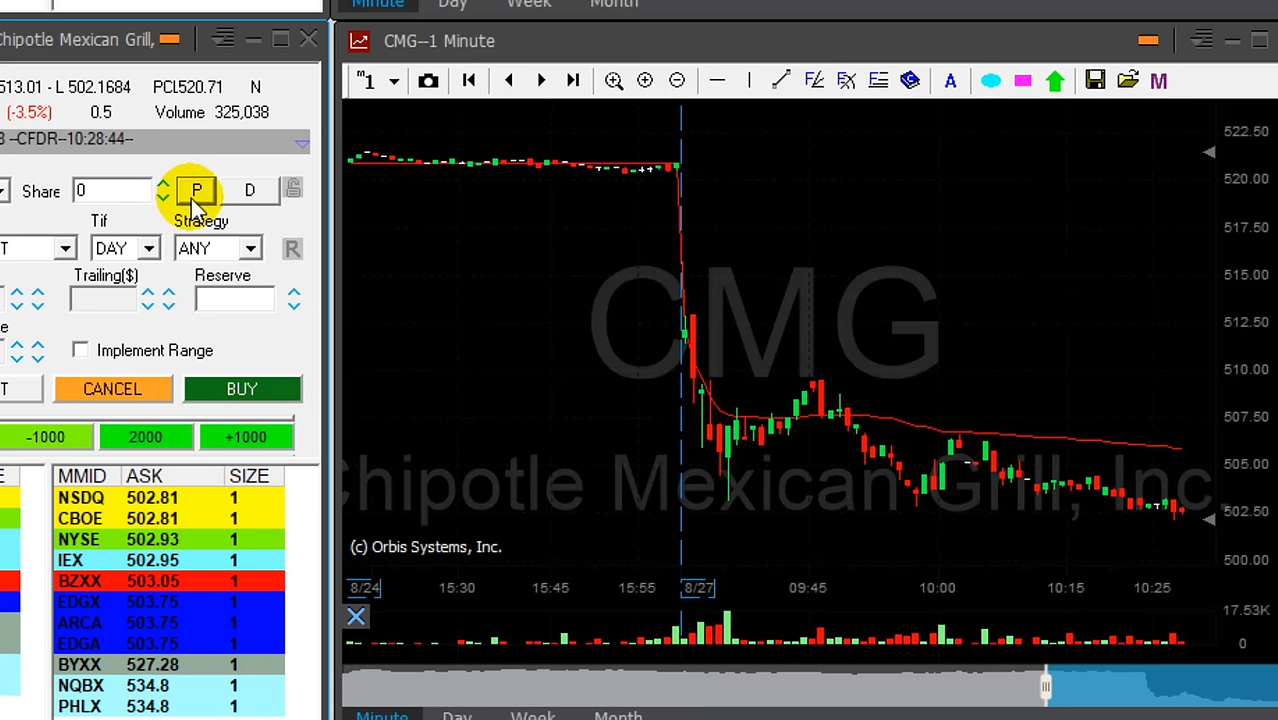 Minute Day Week Month
Chipotle Mexican Grill,
CMG--1 Minute
513.01 - L 502.1684 PCL520.71 N
(-3.5%) 0.5 Volume 325,038
8 --CFDR--10:28:44--
m1
A
M
Share 0 P D
Tif Strategy
T DAY ANY R
Trailing($) Reserve
e
Implement Range
T CANCEL BUY
-1000 2000 +1000
MMID ASK SIZE
NSDQ 502.81 1
CBOE 502.81 1
NYSE 502.93 1
IEX 502.95 1
BZXX 503.05 1
EDGX 503.75 1
ARCA 503.75 1
EDGA 503.75 1
BYXX 527.28 1
NQBX 534.8 1
PHLX 534.8 1
CMG
Chipotle Mexican Grill, Inc.
(c) Orbis Systems, Inc.
522.50
520.00
517.50
515.00
512.50
510.00
507.50
505.00
502.50
500.00
8/24 15:30 15:45 15:55 8/27 09:45 10:00 10:15 10:25
17.53K
0
Minute Day Week Month